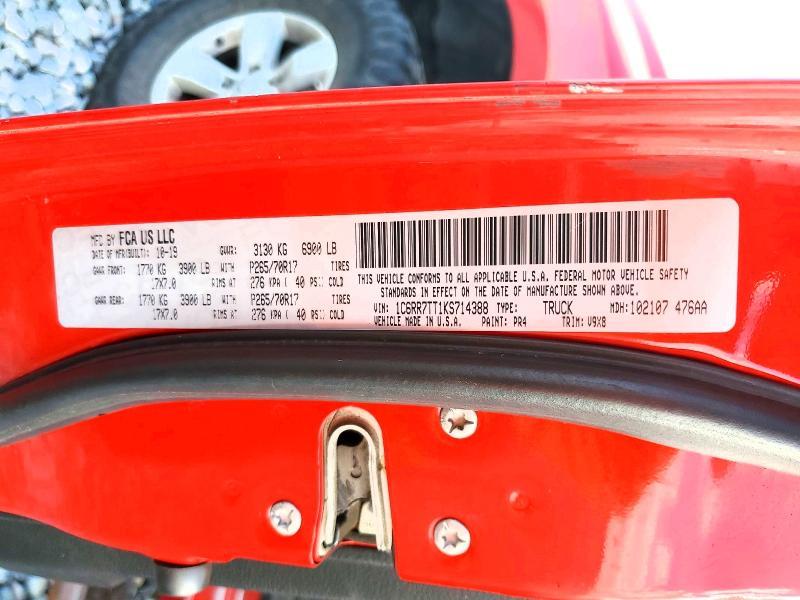 MFD BY FCA US LLC
DATE OF MFR(BUILT): 10-19 GVWR: 3130 KG 6900 LB
GAWR FRONT: 1770 KG 3900 LB WITH P265/70R17 TIRES
17X7.0 RIMS AT 276 KPA ( 40 PSI) COLD
GAWR REAR: 1770 KG 3900 LB WITH P265/70R17 TIRES
17X7.0 RIMS AT 276 KPA ( 40 PSI) COLD
THIS VEHICLE CONFORMS TO ALL APPLICABLE U.S.A. FEDERAL MOTOR VEHICLE SAFETY
STANDARDS IN EFFECT ON THE DATE OF MANUFACTURE SHOWN ABOVE.
VIN: 1C6RR7TT1KS714388 TYPE: TRUCK MDH: 102107 476AA
VEHICLE MADE IN U.S.A. PAINT: PR4 TRIM: V9X8